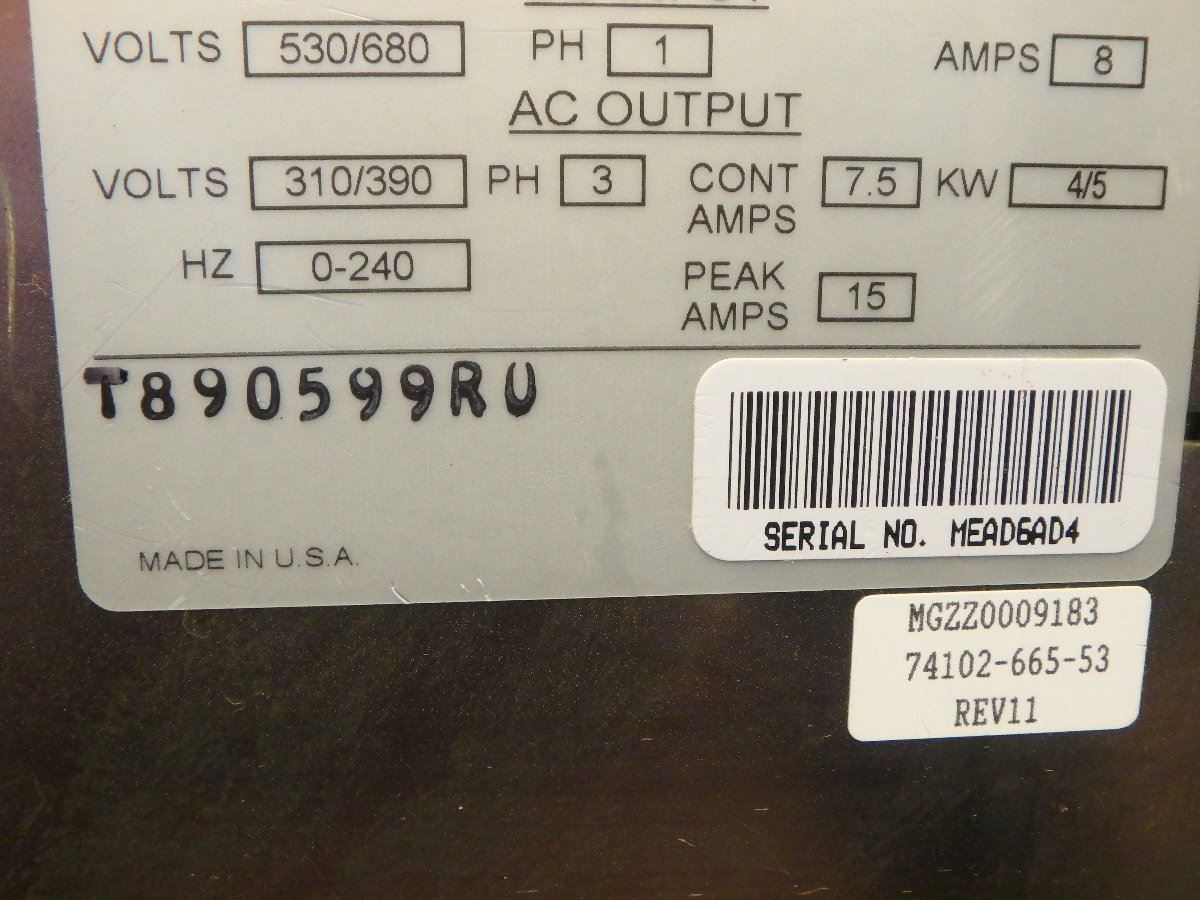 VOLTS 530/680 PH 1 AMPS 8
AC OUTPUT
VOLTS 310/390 PH 3 CONT AMPS 7.5 KW 4/5
HZ 0-240 PEAK AMPS 15
T890599RU
SERIAL NO. MEAD6AD4
MADE IN U.S.A.
MGZZ0009183
74102-665-53
REV11